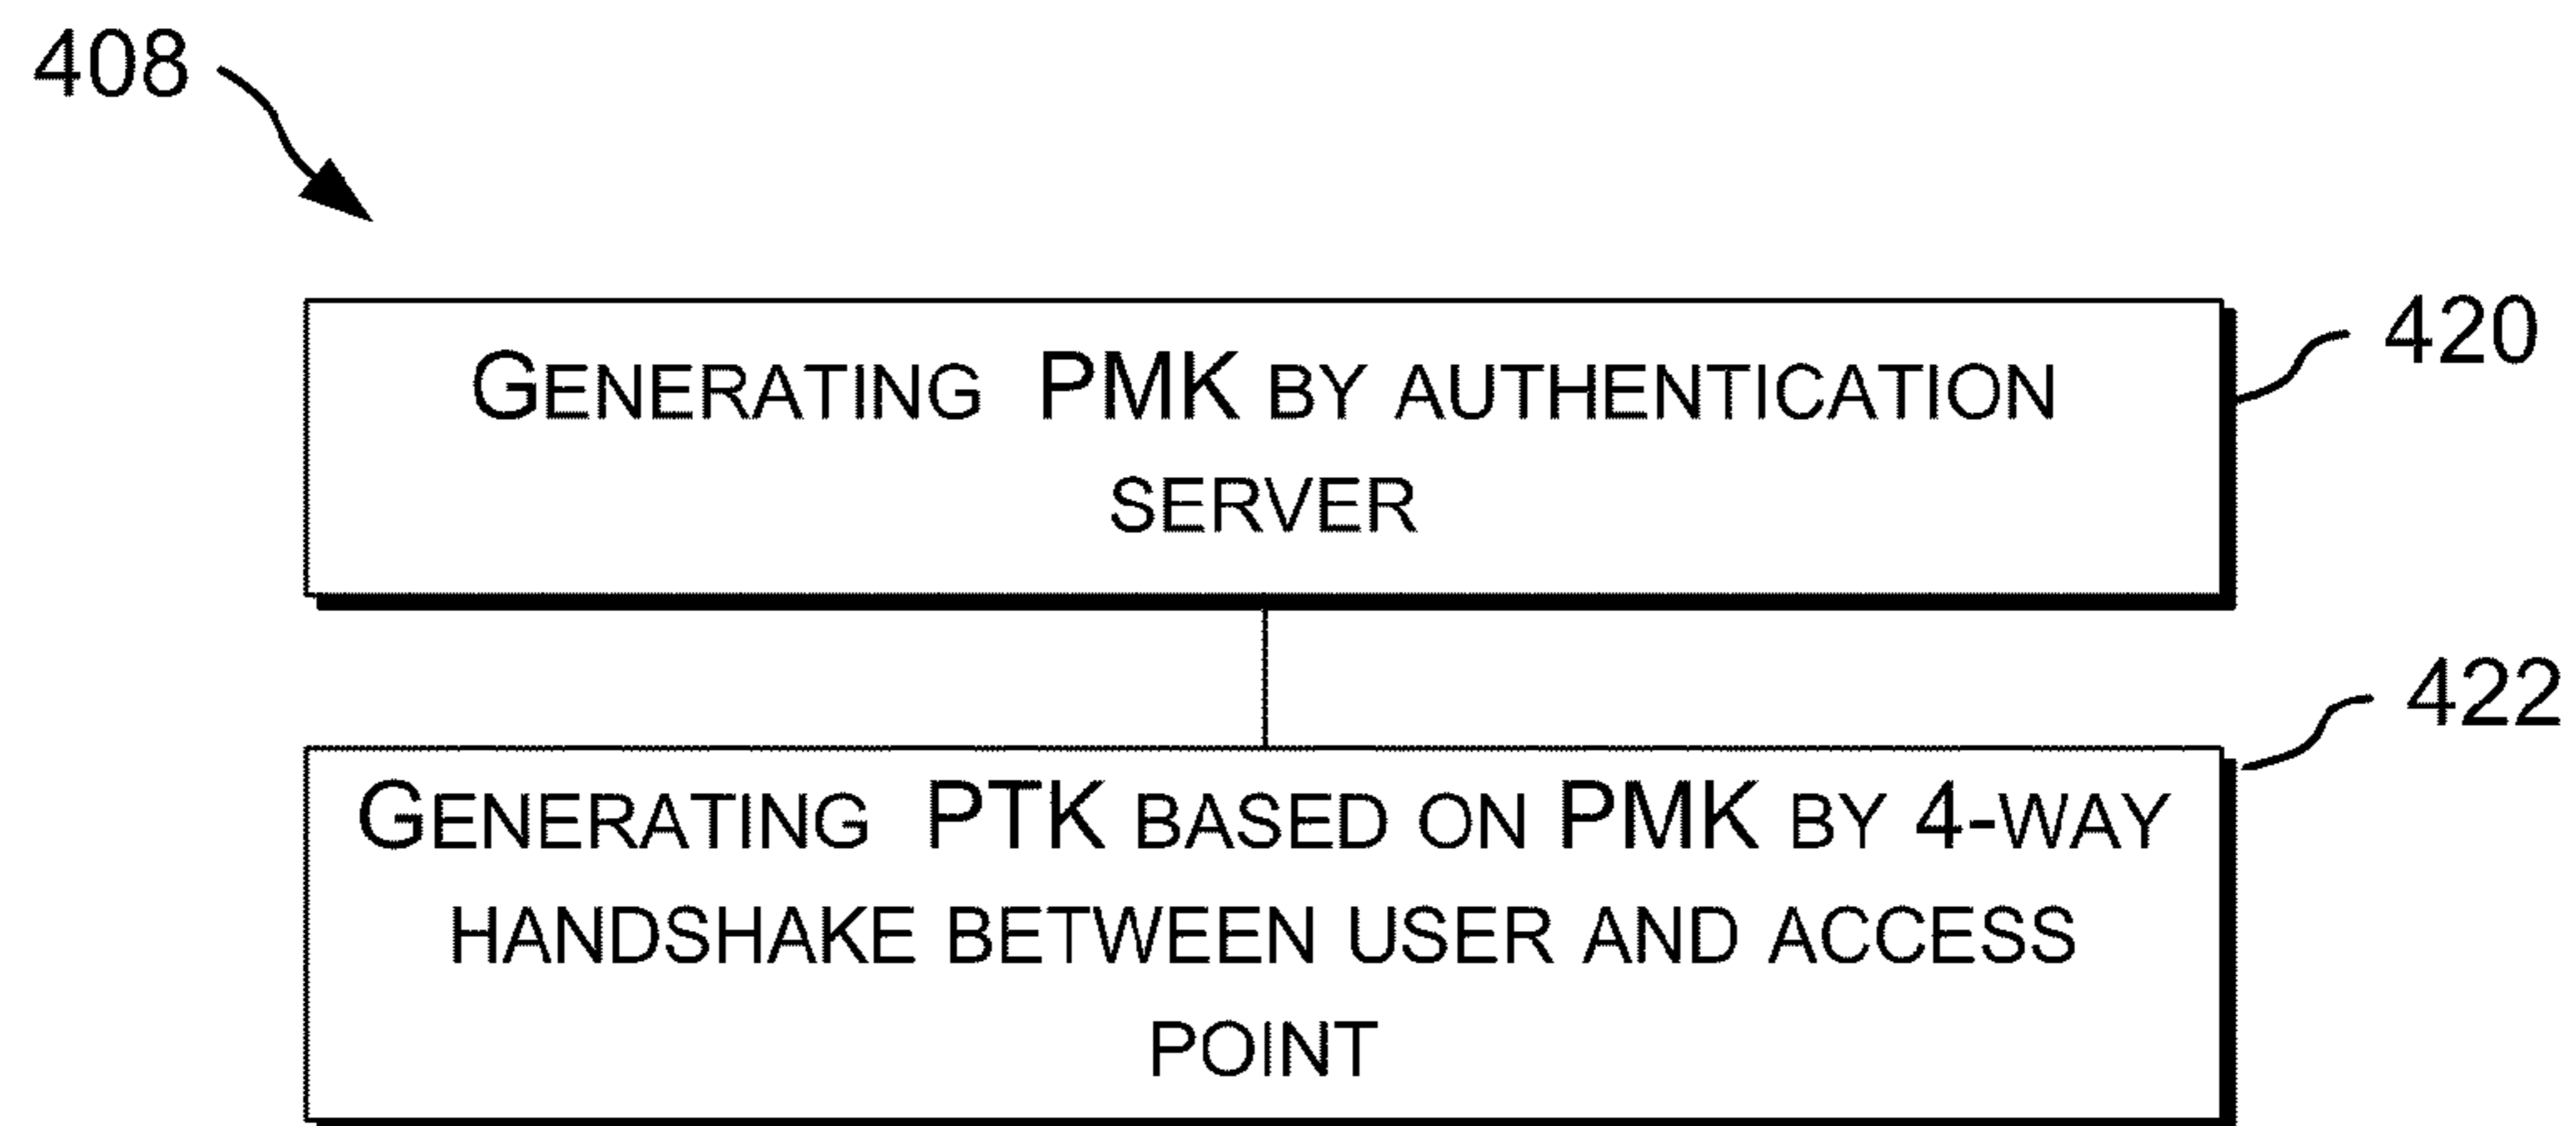 408
GENERATING PMK BY AUTHENTICATION
SERVER
420
GENERATING PTK BASED ON PMK BY 4-WAY
HANDSHAKE BETWEEN USER AND ACCESS
POINT
422